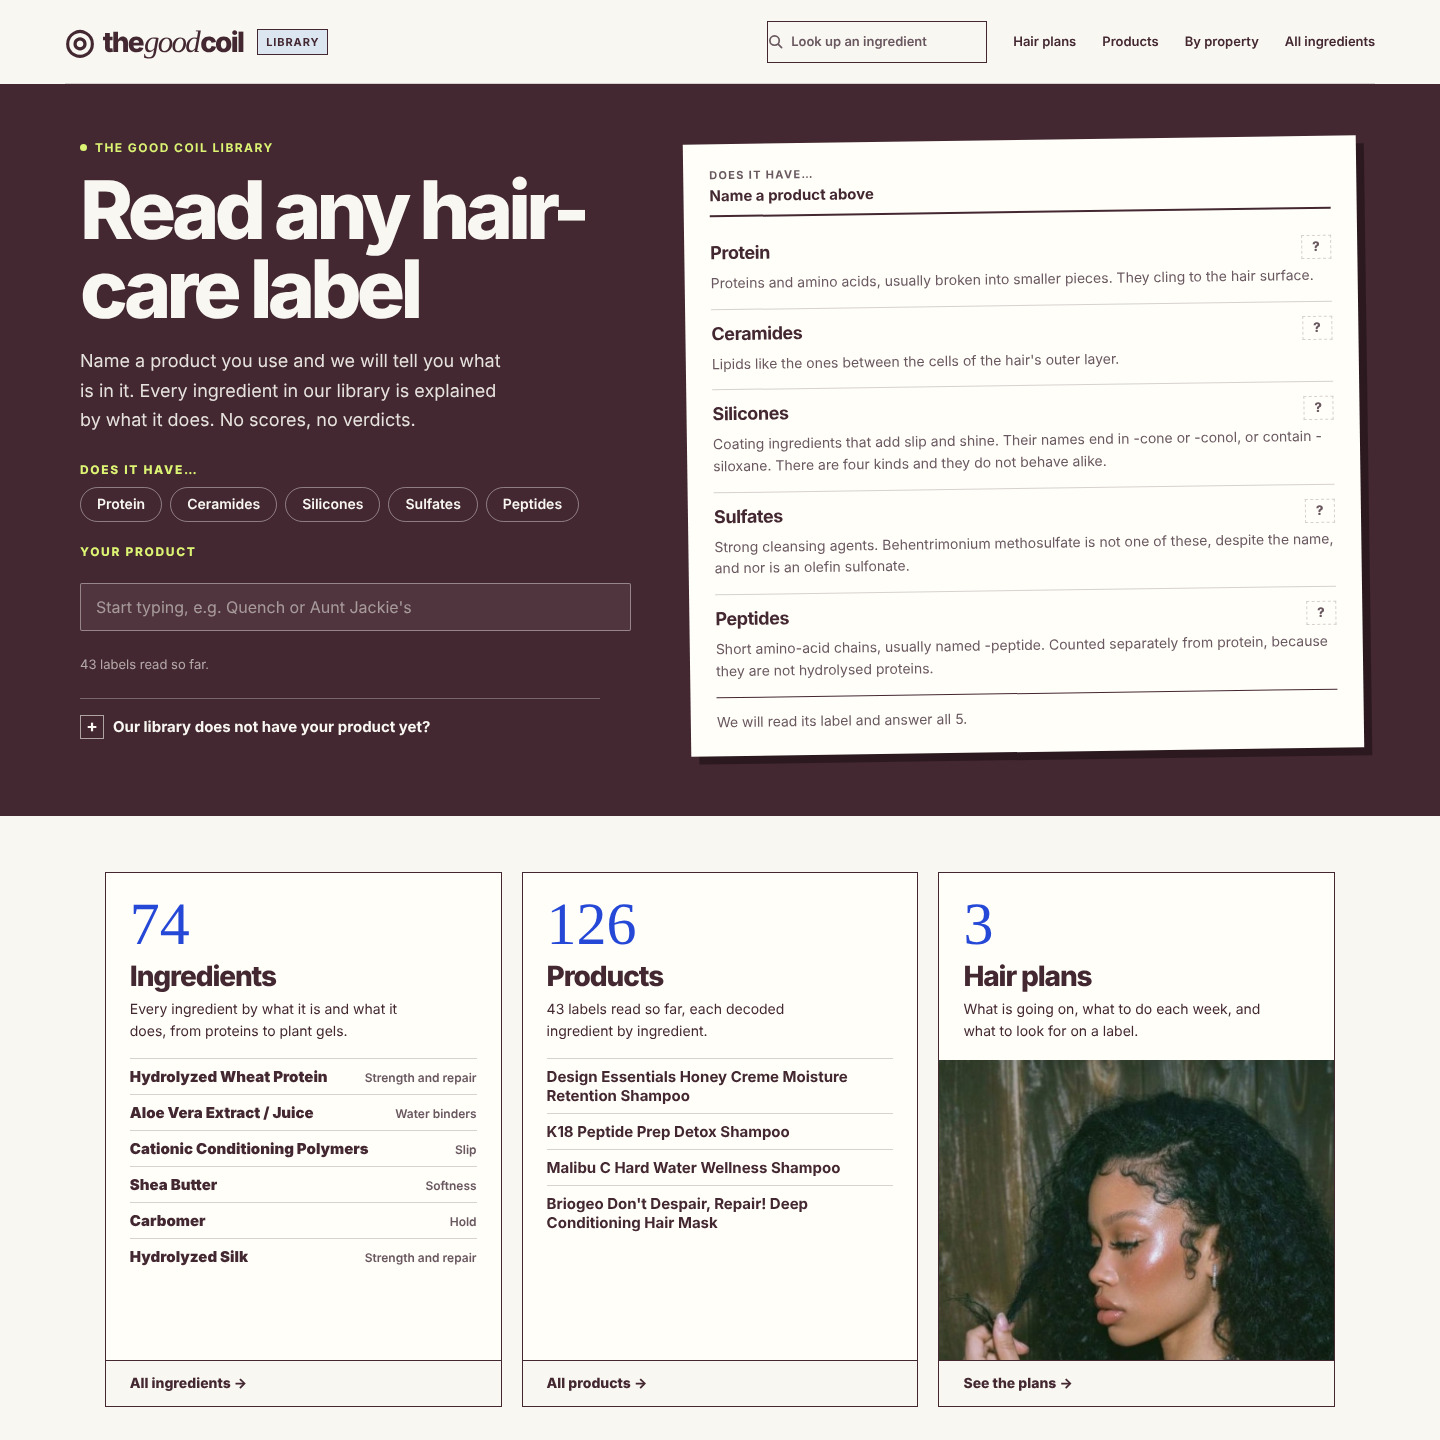 thegoodcoil LIBRARY
Look up an ingredient
Hair plans Products By property All ingredients
THE GOOD COIL LIBRARY
Read any hair-
care label
Name a product you use and we will tell you what
is in it. Every ingredient in our library is explained
by what it does. No scores, no verdicts.
DOES IT HAVE...
Protein Ceramides Silicones Sulfates Peptides
YOUR PRODUCT
Start typing, e.g. Quench or Aunt Jackie's
43 labels read so far.
+ Our library does not have your product yet?
DOES IT HAVE...
Name a product above
Protein ?
Proteins and amino acids, usually broken into smaller pieces. They cling to the hair surface.
Ceramides ?
Lipids like the ones between the cells of the hair's outer layer.
Silicones ?
Coating ingredients that add slip and shine. Their names end in -cone or -conol, or contain -
siloxane. There are four kinds and they do not behave alike.
Sulfates ?
Strong cleansing agents. Behentrimonium methosulfate is not one of these, despite the name,
and nor is an olefin sulfonate.
Peptides ?
Short amino-acid chains, usually named -peptide. Counted separately from protein, because
they are not hydrolysed proteins.
We will read its label and answer all 5.
74
Ingredients
Every ingredient by what it is and what it
does, from proteins to plant gels.
Hydrolyzed Wheat Protein Strength and repair
Aloe Vera Extract / Juice Water binders
Cationic Conditioning Polymers Slip
Shea Butter Softness
Carbomer Hold
Hydrolyzed Silk Strength and repair
All ingredients →
126
Products
43 labels read so far, each decoded
ingredient by ingredient.
Design Essentials Honey Creme Moisture
Retention Shampoo
K18 Peptide Prep Detox Shampoo
Malibu C Hard Water Wellness Shampoo
Briogeo Don't Despair, Repair! Deep
Conditioning Hair Mask
All products →
3
Hair plans
What is going on, what to do each week, and
what to look for on a label.
See the plans →